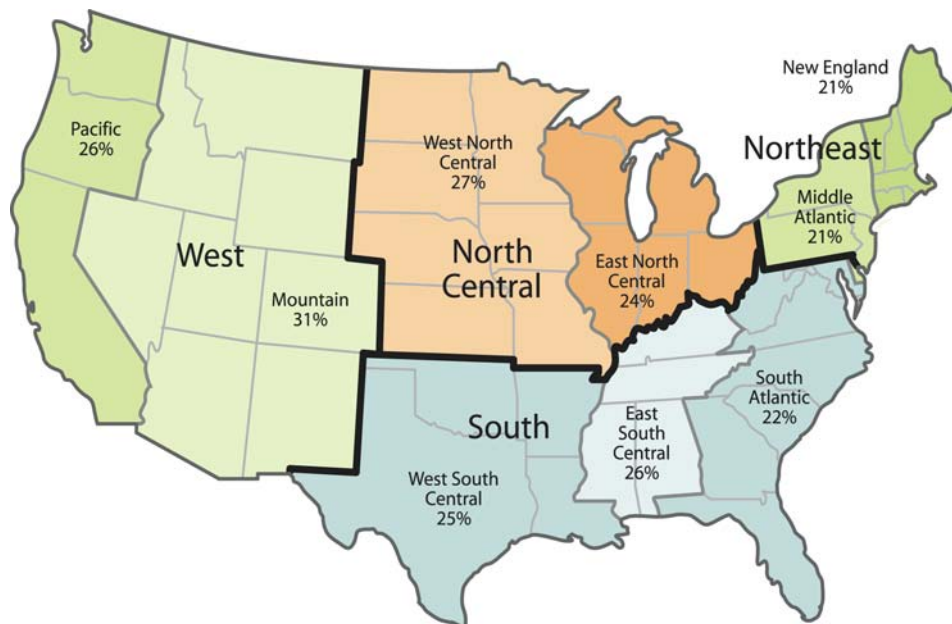 New England
21%
Northeast
Pacific
26%
West North
Central
27%
Middle
Atlantic
21%
West
North
Central
East North
Central
24%
Mountain
31%
South
Atlantic
22%
South
East
South
Central
26%
West South
Central
25%